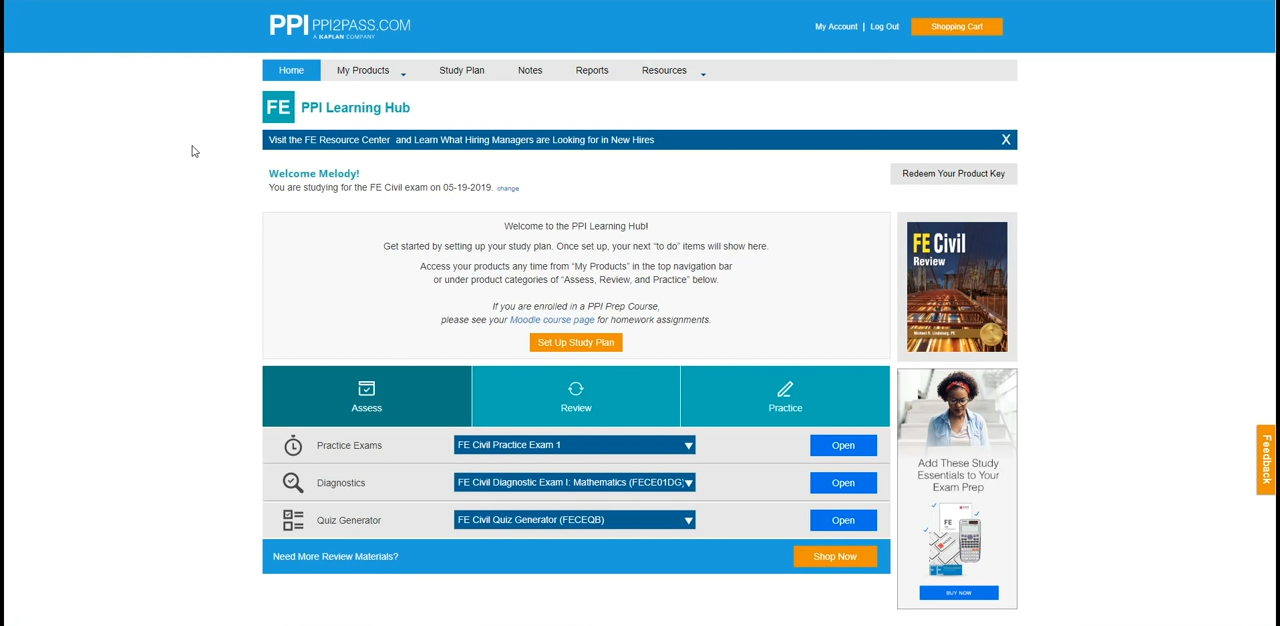 PPI PPI2PASS.COM
A KAPLAN COMPANY
My Account | Log Out
Shopping Cart
Home
My Products
Study Plan
Notes
Reports
Resources
FE PPI Learning Hub
Visit the FE Resource Center and Learn What Hiring Managers are Looking for in New Hires
X
Welcome Melody!
You are studying for the FE Civil exam on 05-19-2019. change
Redeem Your Product Key
Welcome to the PPI Learning Hub!
Get started by setting up your study plan. Once set up, your next "to do" items will show here.
Access your products any time from "My Products" in the top navigation bar
or under product categories of "Assess, Review, and Practice" below.
If you are enrolled in a PPI Prep Course,
please see your Moodle course page for homework assignments.
Set Up Study Plan
FE Civil
Review
Michael R. Lindeburg, PE
Assess
Review
Practice
Practice Exams
FE Civil Practice Exam 1
Open
Diagnostics
FE Civil Diagnostic Exam I: Mathematics (FECE01DG)
Open
Quiz Generator
FE Civil Quiz Generator (FECEQB)
Open
Need More Review Materials?
Shop Now
Add These Study
Essentials to Your
Exam Prep
FE
BUY NOW
Feedback